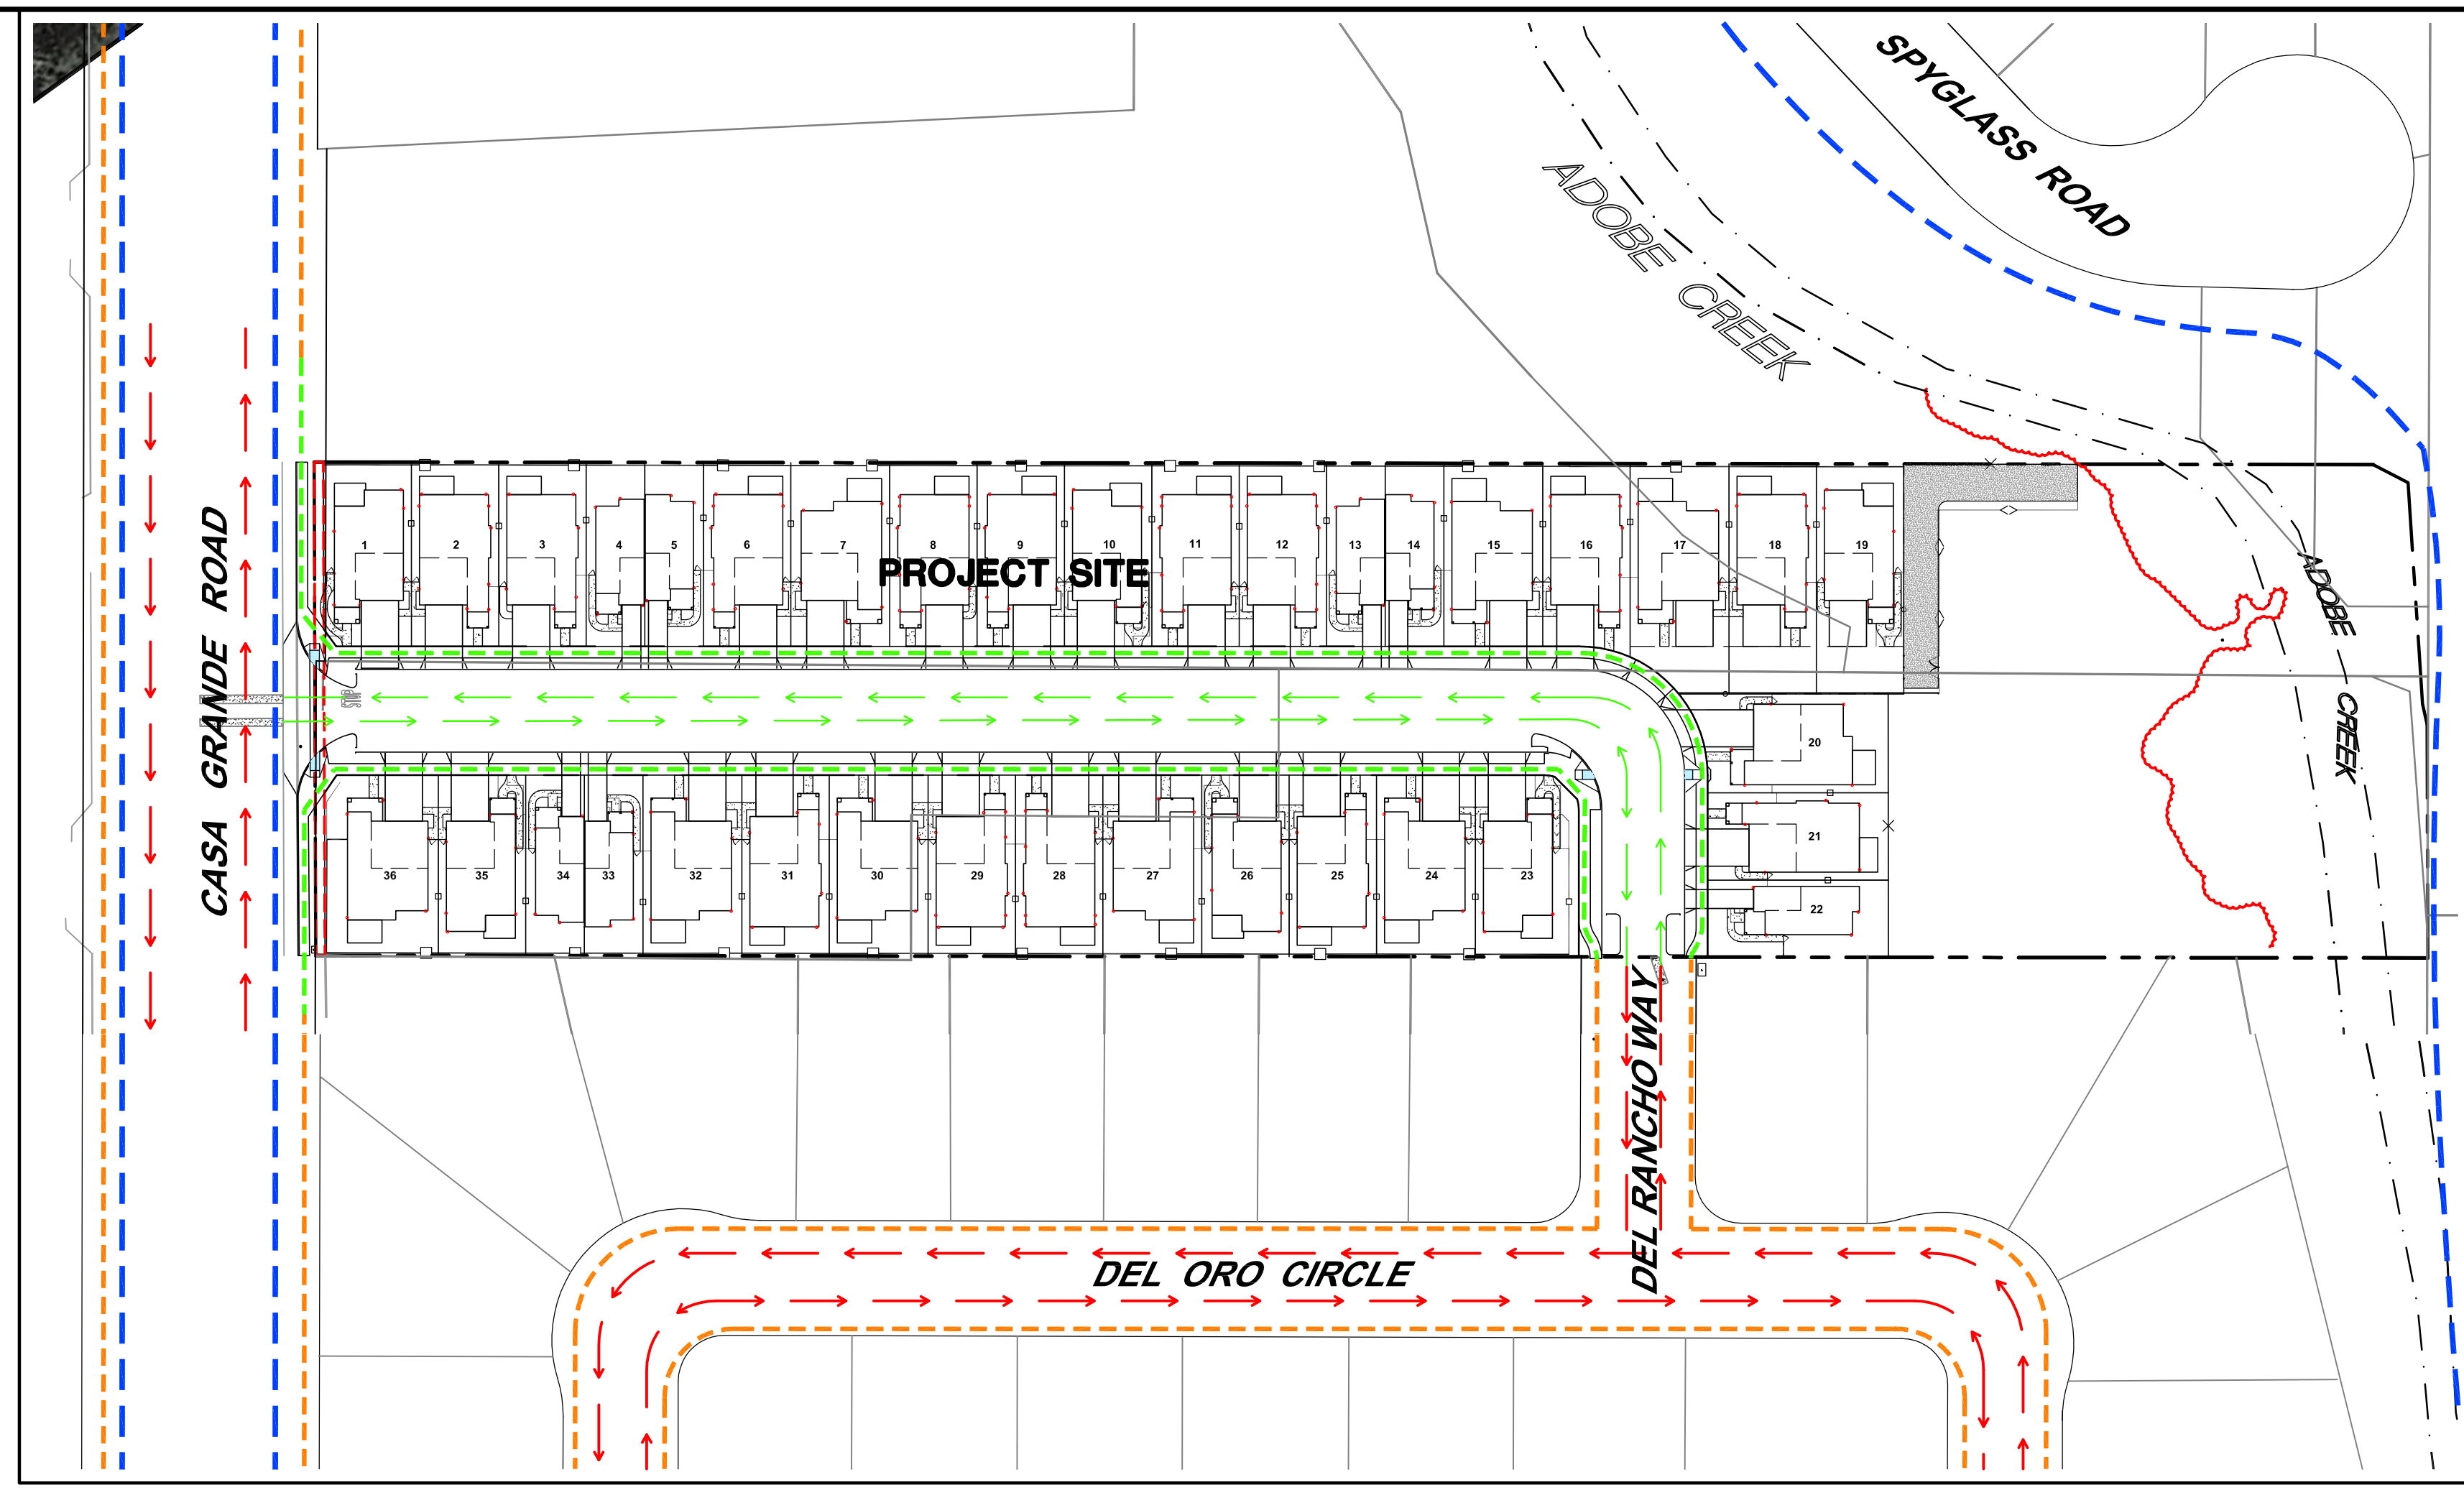 SPYGLASS ROAD
ADOBE CREEK
CASA GRANDE ROAD
1 2 3 4 5 6 7 8 9 10 11 12 13 14 15 16 17 18 19
PROJECT SITE
ADOBE CREEK
20
21
22
36 35 34 33 32 31 30 29 28 27 26 25 24 23
DEL RANCHO WAY
DEL ORO CIRCLE